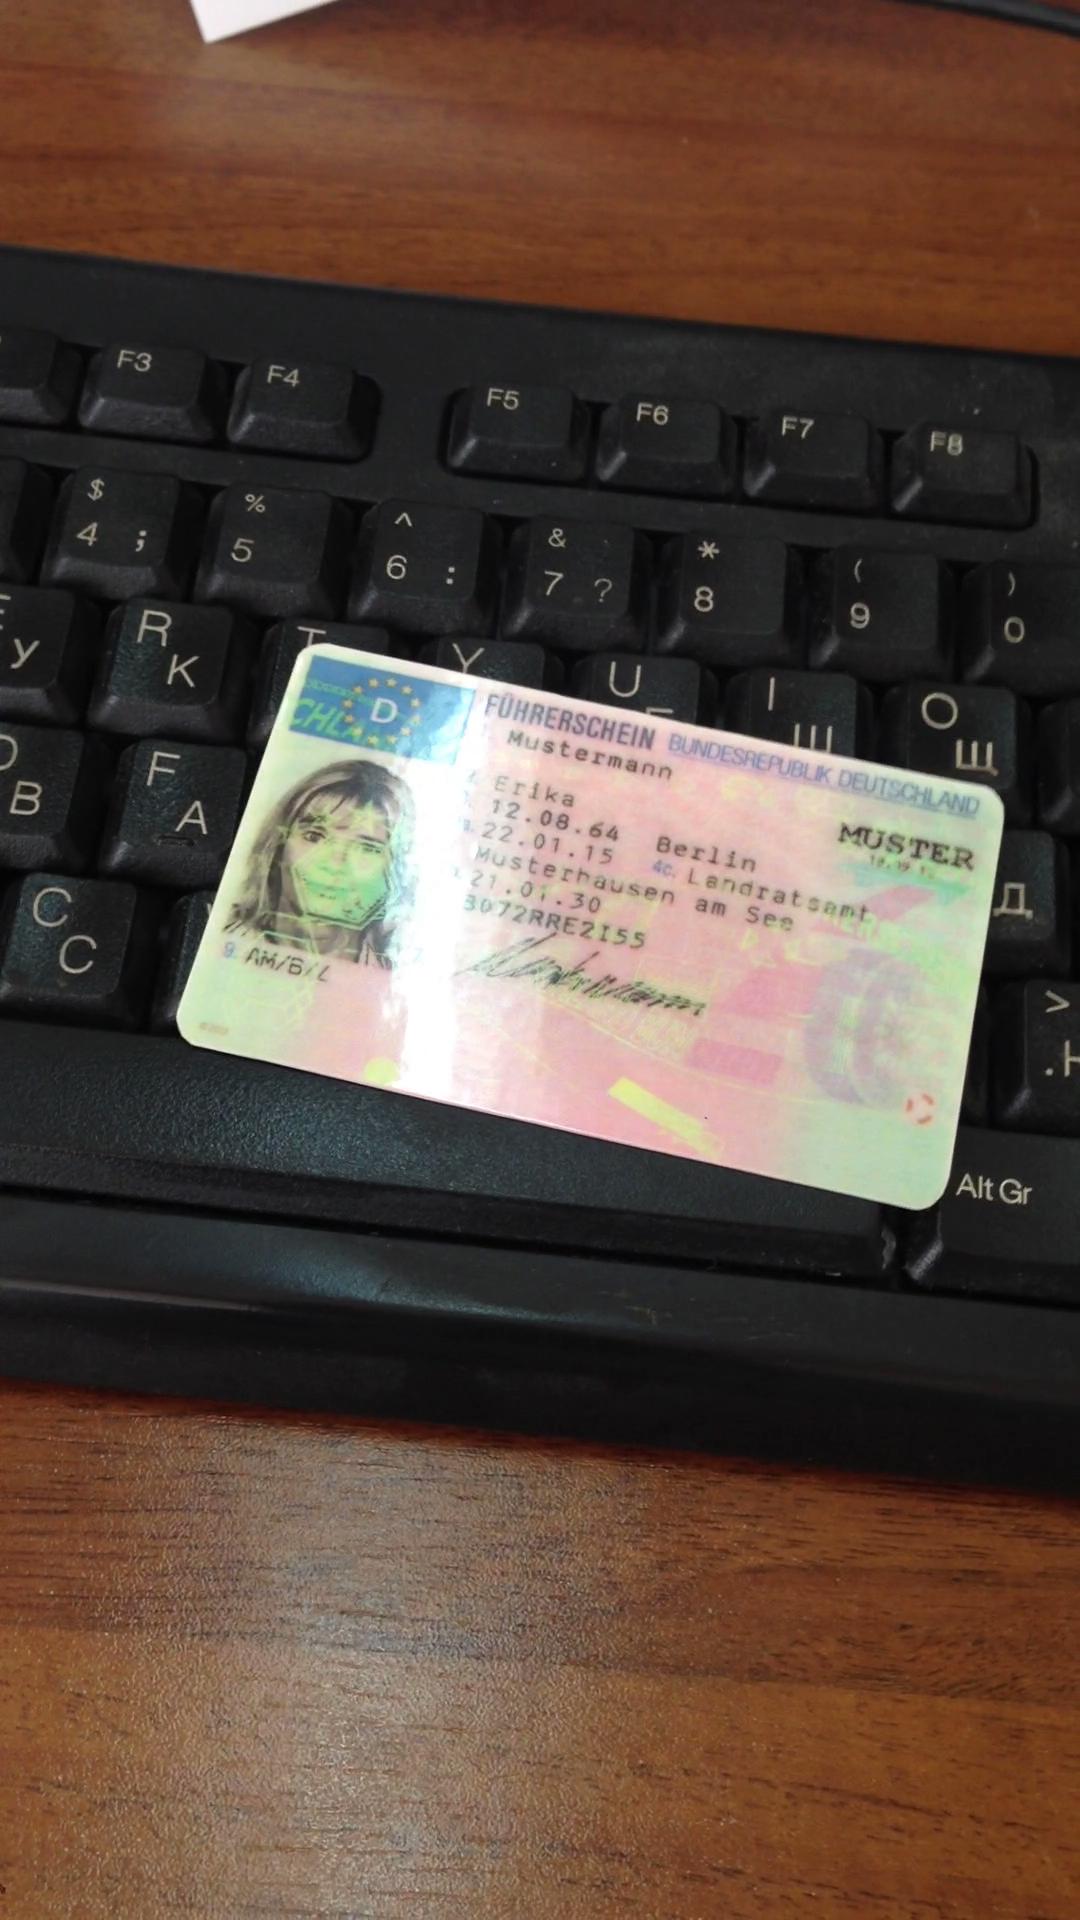 F3 F4 F5 F6 F7 F8
$ % ^ & * ( )
4 ; 5 6 : 7 ? 8 9 0
У R K T Y U I Щ O Щ
D В F А Д
C С > . Alt Gr
D
FÜHRERSCHEIN BUNDESREPUBLIK DEUTSCHLAND
Mustermann
Erika
12.08.64 Berlin
22.01.15 4c. Landratsamt
Musterhausen am See
21.01.30
B072RRE2I55
MUSTER
9. AM/B/L